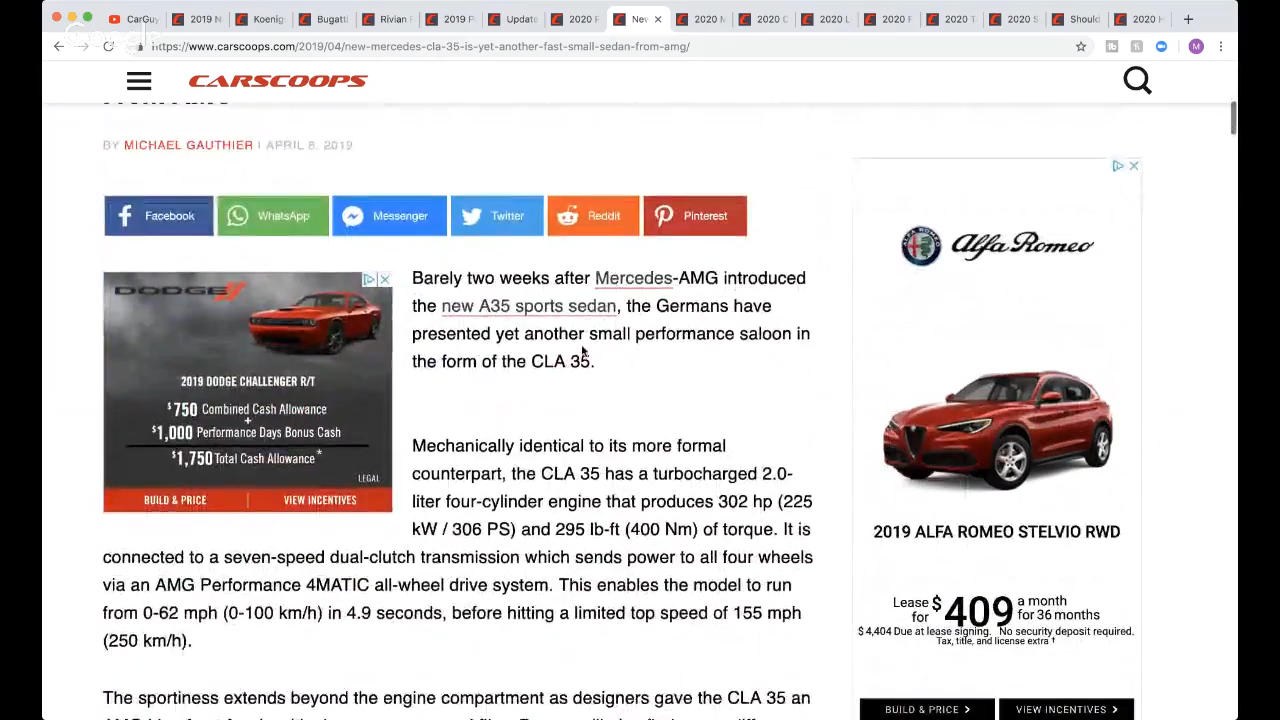 CarGuy
2019 N
Koenig
Bugatti
Rivian F
2019 P
Update
2020 F
Nev
2020 M
2020 C
2020 L
2020 F
2020 T
2020 S
Should
2020 H
Google
https://www.carscoops.com/2019/04/new-mercedes-cla-35-is-yet-another-fast-small-sedan-from-amg/
M
CARSCOOPS
BY MICHAEL GAUTHIER | APRIL 8, 2019
Facebook
WhatsApp
Messenger
Twitter
Reddit
Pinterest
DODGE
2019 DODGE CHALLENGER R/T
$750 Combined Cash Allowance
+
$1,000 Performance Days Bonus Cash
$1,750 Total Cash Allowance*
LEGAL
BUILD & PRICE
VIEW INCENTIVES
Barely two weeks after Mercedes-AMG introduced
the new A35 sports sedan, the Germans have
presented yet another small performance saloon in
the form of the CLA 35.
Mechanically identical to its more formal
counterpart, the CLA 35 has a turbocharged 2.0-
liter four-cylinder engine that produces 302 hp (225
kW / 306 PS) and 295 lb-ft (400 Nm) of torque. It is
connected to a seven-speed dual-clutch transmission which sends power to all four wheels
via an AMG Performance 4MATIC all-wheel drive system. This enables the model to run
from 0-62 mph (0-100 km/h) in 4.9 seconds, before hitting a limited top speed of 155 mph
(250 km/h).
The sportiness extends beyond the engine compartment as designers gave the CLA 35 an
Alfa Romeo
2019 ALFA ROMEO STELVIO RWD
Lease for $409 a month for 36 months
$4,404 Due at lease signing. No security deposit required.
Tax, title, and license extra †
BUILD & PRICE >
VIEW INCENTIVES >